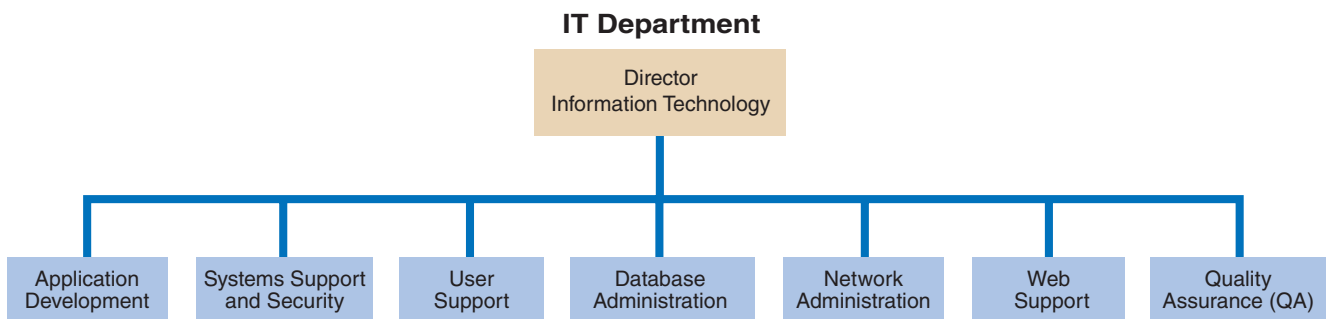 IT Department
Director
Information Technology
Application
Development
Systems Support
and Security
User
Support
Database
Administration
Network
Administration
Web
Support
Quality
Assurance (QA)